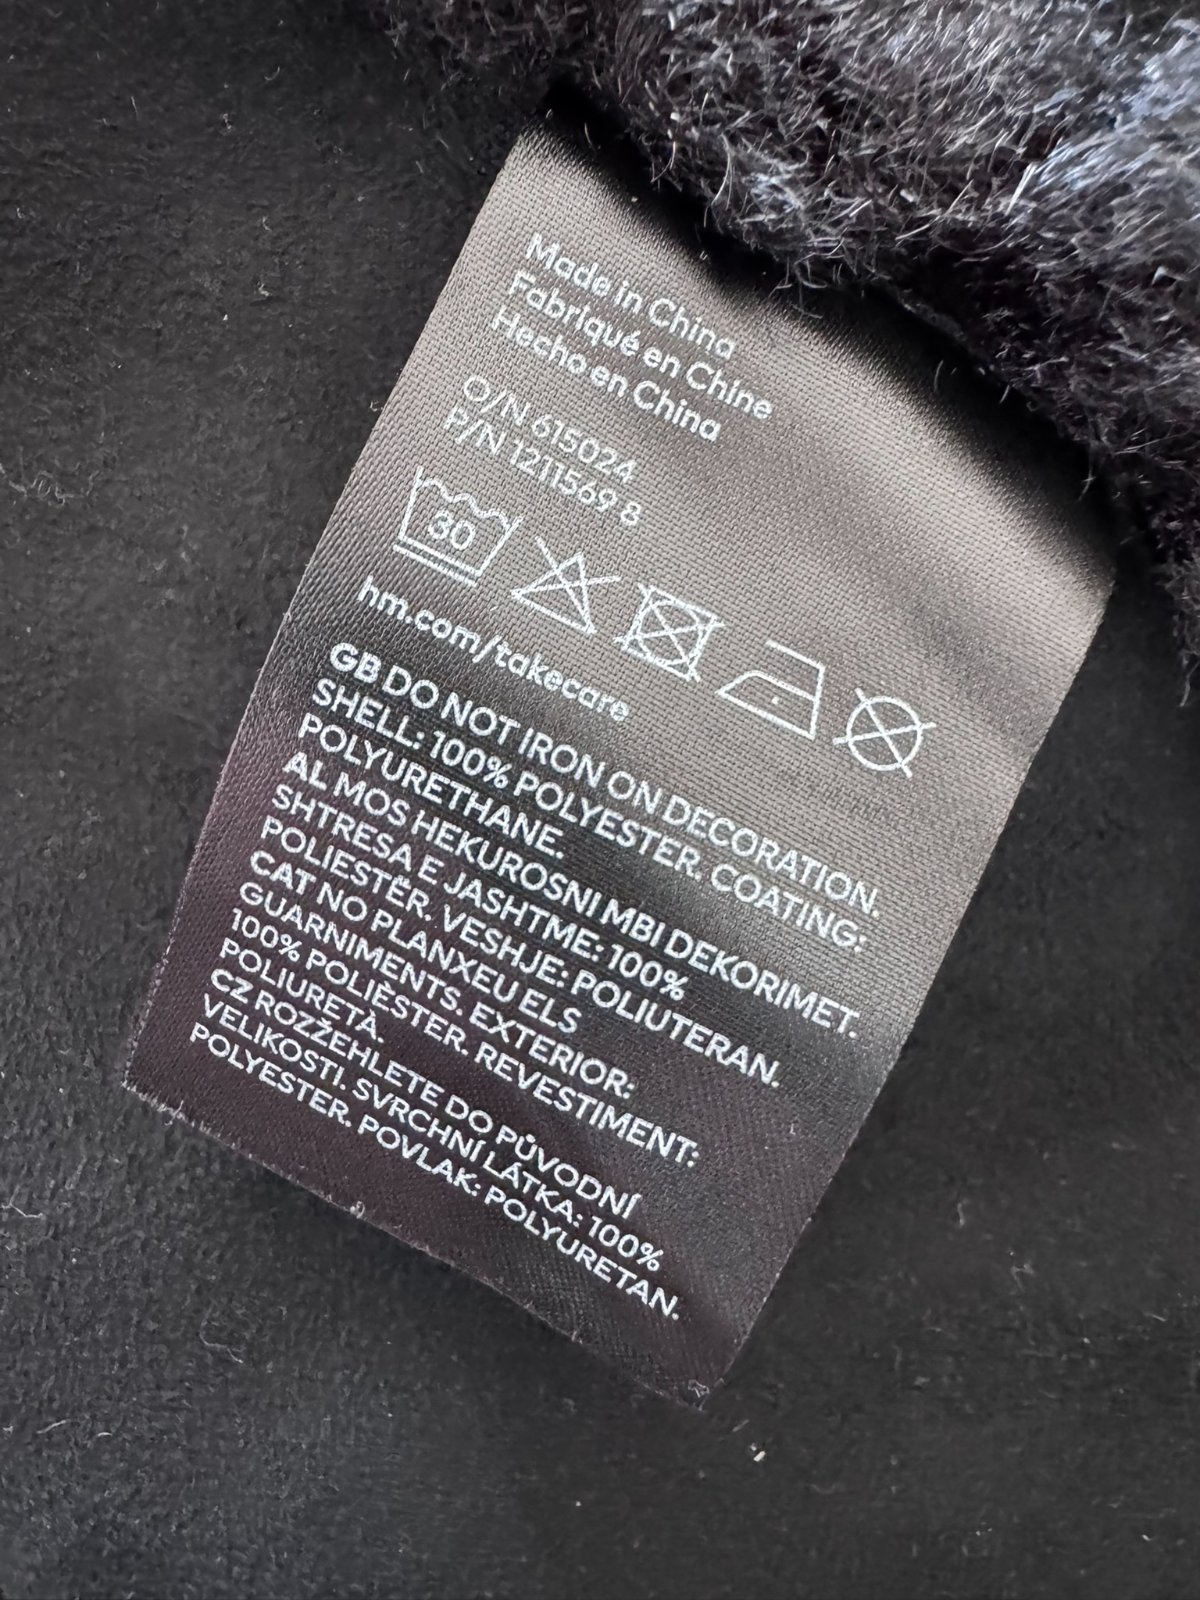 Made in China
Fabriqué en Chine
Hecho en China
O/N 615024
P/N 1211569 8
30
hm.com/takecare
GB DO NOT IRON ON DECORATION.
SHELL: 100% POLYESTER. COATING:
POLYURETHANE.
AL MOS HEKUROSNI MBI DEKORIMET.
SHTRESA E JASHTME: 100%
POLIESTËR. VESHJE: POLIUTERAN.
CAT NO PLANXEU ELS
GUARNIMENTS. EXTERIOR:
100% POLIÈSTER. REVESTIMENT:
POLIURETÀ.
CZ ROZŽEHLETE DO PŮVODNÍ
VELIKOSTI. SVRCHNÍ LÁTKA: 100%
POLYESTER. POVLAK: POLYURETAN.